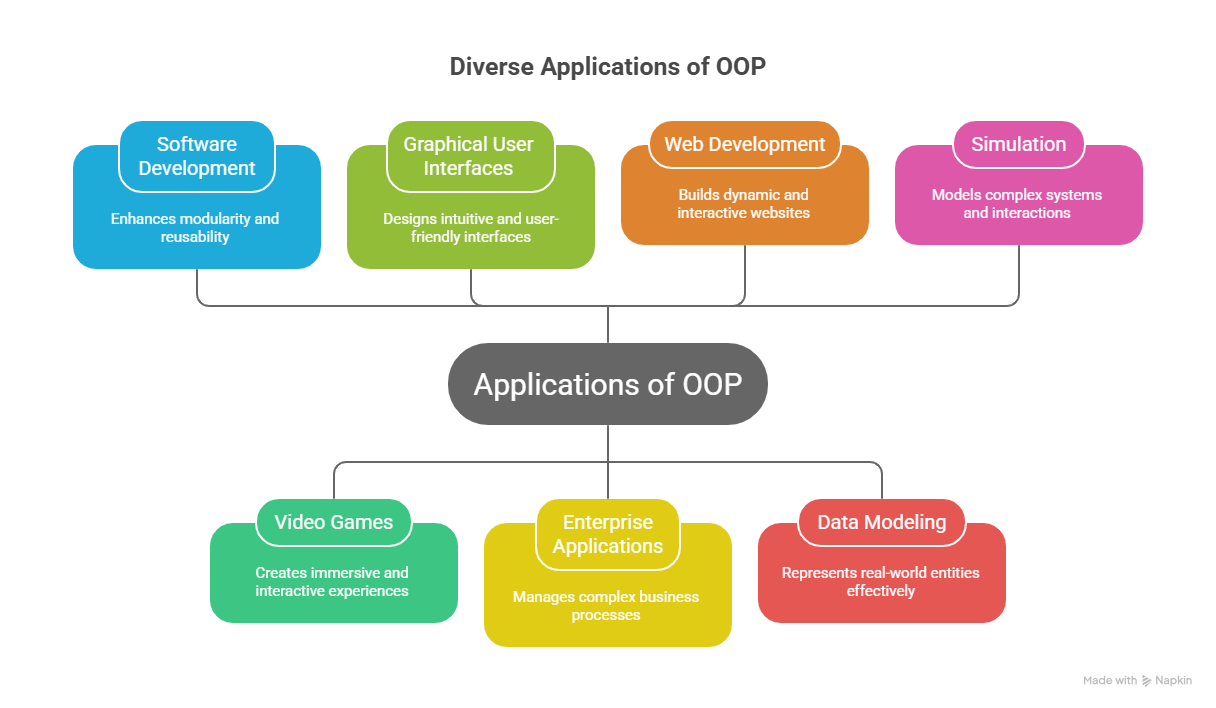 Diverse Applications of OOP
Software
Development
Enhances modularity and
reusability
Graphical User
Interfaces
Designs intuitive and user-
friendly interfaces
Web Development
Builds dynamic and
interactive websites
Simulation
Models complex systems
and interactions
Applications of OOP
Video Games
Creates immersive and
interactive experiences
Enterprise
Applications
Manages complex business
processes
Data Modeling
Represents real-world entities
effectively
Made with Napkin